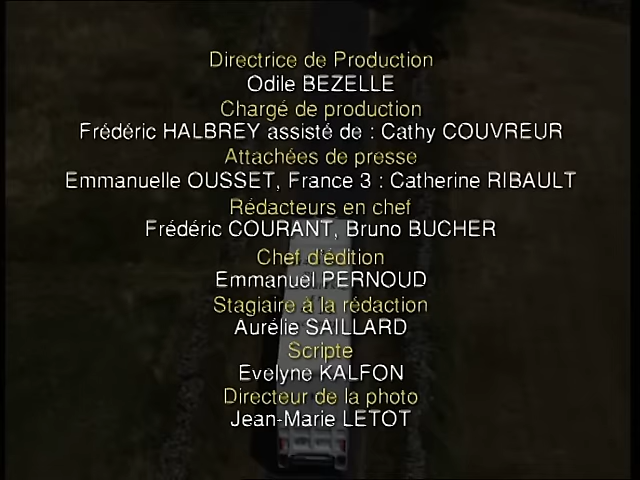 Directrice de Production
Odile BEZELLE
Chargé de production
Frédéric HALBREY assisté de : Cathy COUVREUR
Attachées de presse
Emmanuelle OUSSET, France 3 : Catherine RIBAULT
Rédacteurs en chef
Frédéric COURANT, Bruno BUCHER
Chef d'édition
Emmanuel PERNOUD
Stagiaire à la rédaction
Aurélie SAILLARD
Scripte
Evelyne KALFON
Directeur de la photo
Jean-Marie LETOT